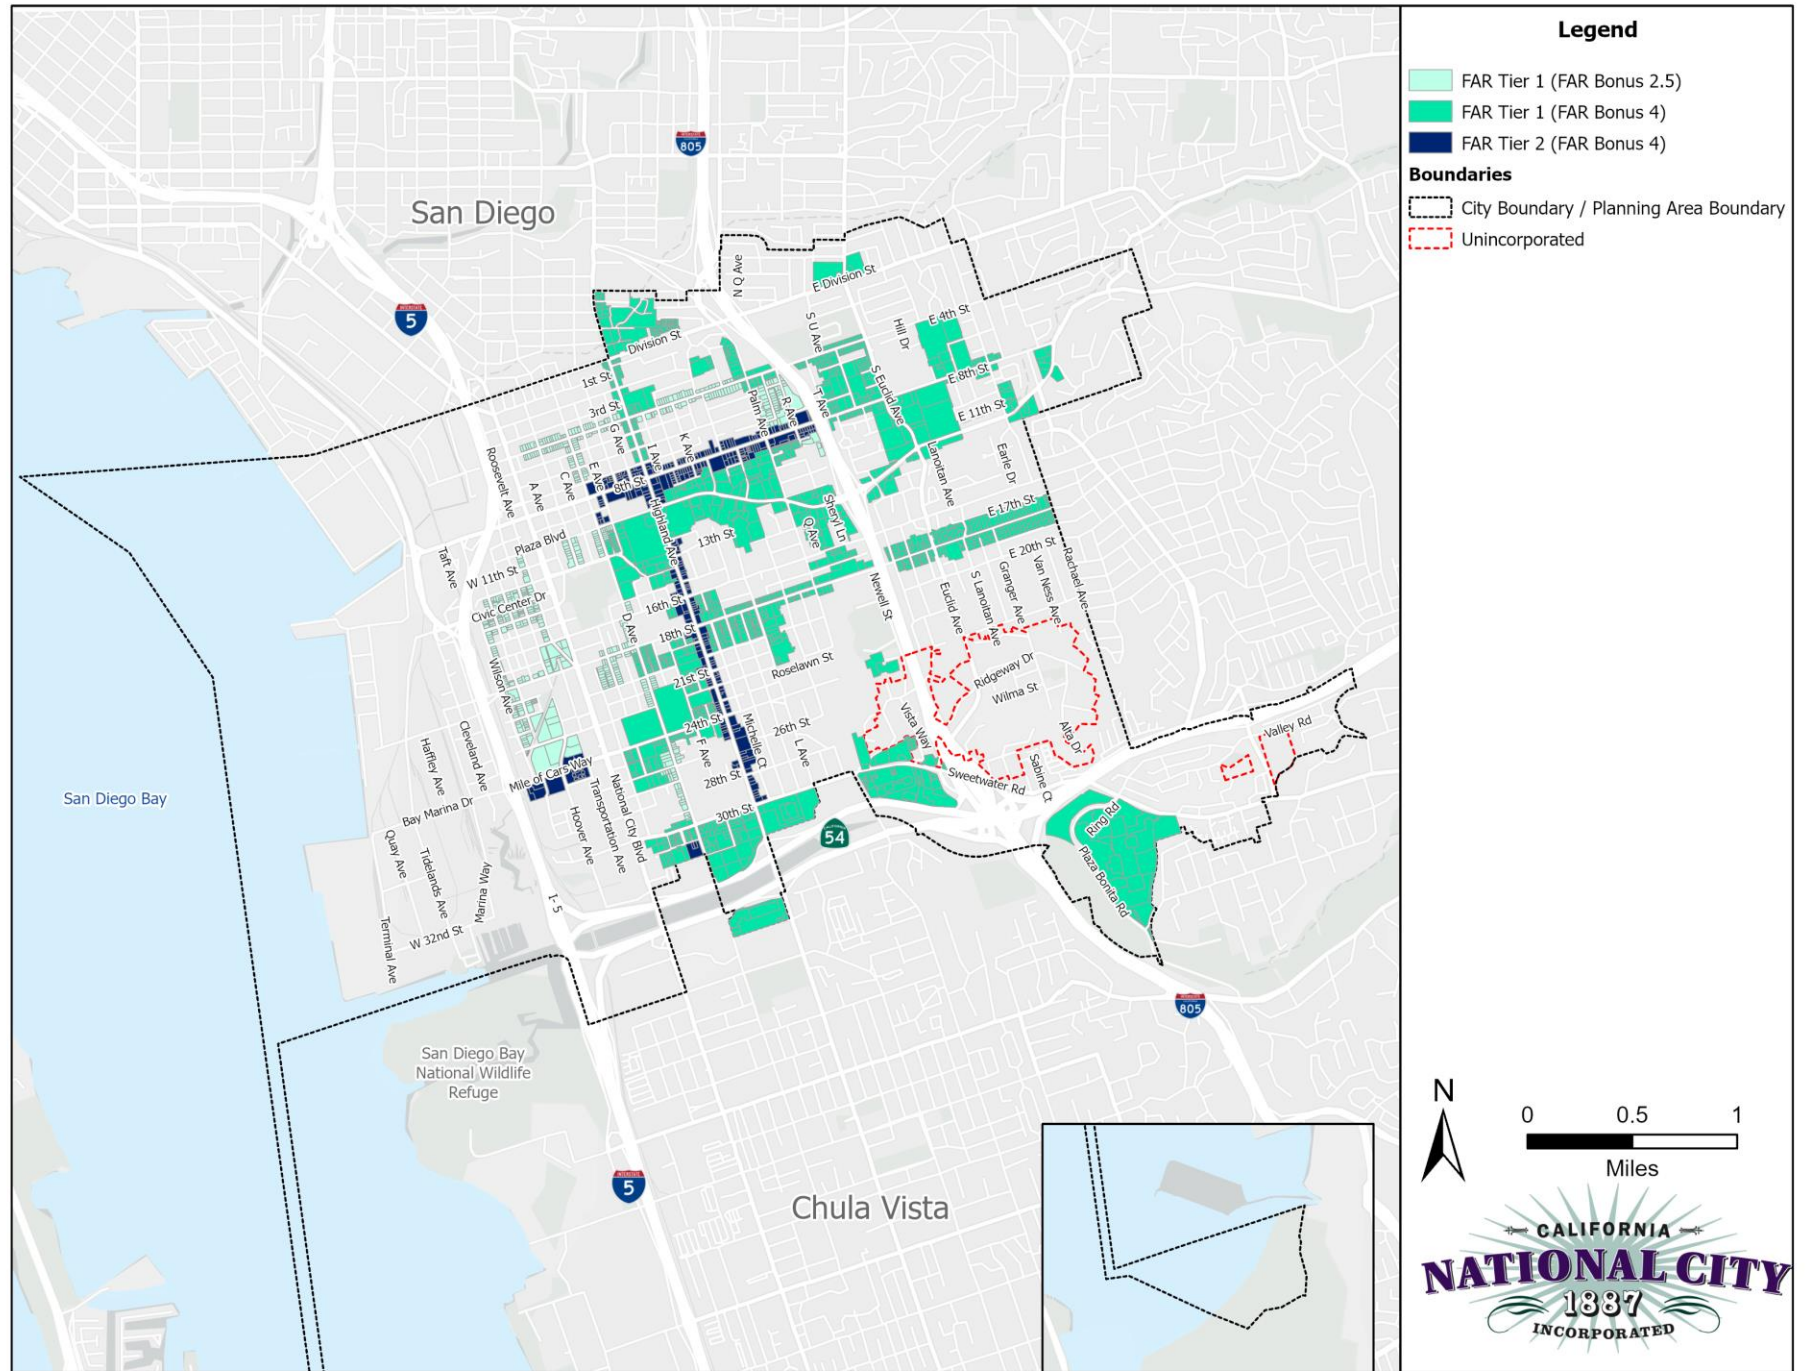 Legend
FAR Tier 1 (FAR Bonus 2.5)
FAR Tier 1 (FAR Bonus 4)
FAR Tier 2 (FAR Bonus 4)
Boundaries
City Boundary / Planning Area Boundary
Unincorporated
INTERSTATE
805
San Diego
N Q Ave
E Division St
INTERSTATE
5
S U Ave
Hill Dr
E 4th St
Division St
1st St
S Euclid Ave
E 8th St
3rd St
Palm Ave
R Ave
T Ave
E 11th St
G Ave
I Ave
K Ave
Roosevelt Ave
A Ave
C Ave
E Ave
8th St
Lanoitan Ave
Earle Dr
Highland Ave
Sheryl Ln
Q Ave
E 17th St
Plaza Blvd
13th St
E 20th St
Taft Ave
W 11th St
Civic Center Dr
16th St
D Ave
18th St
Newell St
Euclid Ave
S Lanoitan Ave
Granger Ave
Van Ness Ave
Rachael Ave
Wilson Ave
Roselawn St
21st St
Ridgeway Dr
Wilma St
24th St
Michelle Ct
26th St
L Ave
F Ave
Vista Way
Alta Dr
Valley Rd
Haffley Ave
Cleveland Ave
Mile of Cars Way
28th St
Sabine Ct
Sweetwater Rd
San Diego Bay
Bay Marina Dr
Hoover Ave
Transportation Ave
National City Blvd
30th St
CALIFORNIA
54
Ring Rd
Plaza Bonita Rd
Quay Ave
Tidelands Ave
Marina Way
I- 5
W 32nd St
Terminal Ave
INTERSTATE
805
San Diego Bay
National Wildlife
Refuge
INTERSTATE
5
Chula Vista
N
0 0.5 1
Miles
CALIFORNIA
NATIONAL CITY
1887
INCORPORATED